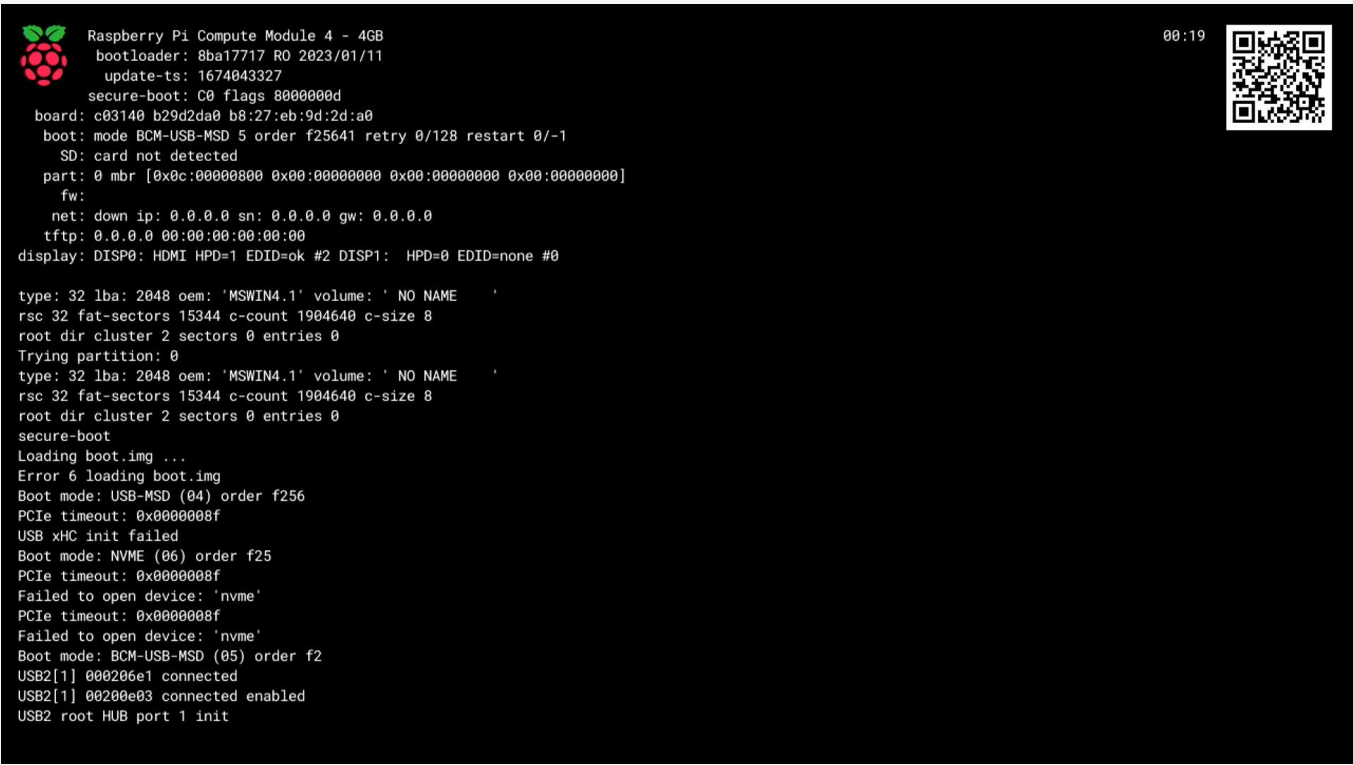 Raspberry Pi Compute Module 4 - 4GB
00:19
bootloader: 8ba17717 RO 2023/01/11
update-ts: 1674043327
secure-boot: C0 flags 8000000d
board: c03140 b29d2da0 b8:27:eb:9d:2d:a0
boot: mode BCM-USB-MSD 5 order f25641 retry 0/128 restart 0/-1
SD: card not detected
part: 0 mbr [0x0c:00000800 0x00:00000000 0x00:00000000 0x00:00000000]
fw:
net: down ip: 0.0.0.0 sn: 0.0.0.0 gw: 0.0.0.0
tftp: 0.0.0.0 00:00:00:00:00:00
display: DISP0: HDMI HPD=1 EDID=ok #2 DISP1:  HPD=0 EDID=none #0
type: 32 lba: 2048 oem: 'MSWIN4.1' volume: ' NO NAME    '
rsc 32 fat-sectors 15344 c-count 1904640 c-size 8
root dir cluster 2 sectors 0 entries 0
Trying partition: 0
type: 32 lba: 2048 oem: 'MSWIN4.1' volume: ' NO NAME    '
rsc 32 fat-sectors 15344 c-count 1904640 c-size 8
root dir cluster 2 sectors 0 entries 0
secure-boot
Loading boot.img ...
Error 6 loading boot.img
Boot mode: USB-MSD (04) order f256
PCIe timeout: 0x0000008f
USB xHC init failed
Boot mode: NVME (06) order f25
PCIe timeout: 0x0000008f
Failed to open device: 'nvme'
PCIe timeout: 0x0000008f
Failed to open device: 'nvme'
Boot mode: BCM-USB-MSD (05) order f2
USB2[1] 000206e1 connected
USB2[1] 00200e03 connected enabled
USB2 root HUB port 1 init